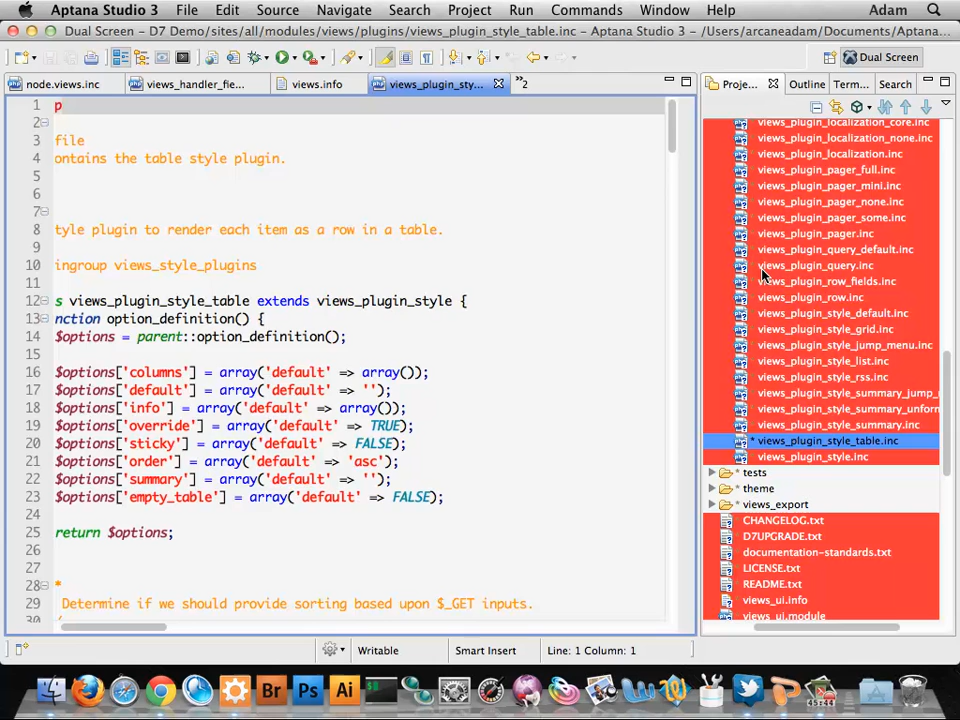 Aptana Studio 3 File Edit Source Navigate Search Project Run Commands Window Help Adam
Dual Screen - D7 Demo/sites/all/modules/views/plugins/views_plugin_style_table.inc - Aptana Studio 3 - /Users/arcaneadam/Documents/Aptana...
Dual Screen
node.views.inc views_handler_fie... views.info views_plugin_sty... »2
Proje... Outline Term... Search
1 p
2
3 file
4 ontains the table style plugin.
5
6
7
8 tyle plugin to render each item as a row in a table.
9
10 ingroup views_style_plugins
11
12 s views_plugin_style_table extends views_plugin_style {
13 nction option_definition() {
14 $options = parent::option_definition();
15
16 $options['columns'] = array('default' => array());
17 $options['default'] = array('default' => '');
18 $options['info'] = array('default' => array());
19 $options['override'] = array('default' => TRUE);
20 $options['sticky'] = array('default' => FALSE);
21 $options['order'] = array('default' => 'asc');
22 $options['summary'] = array('default' => '');
23 $options['empty_table'] = array('default' => FALSE);
24
25 return $options;
26
27
28 *
29 Determine if we should provide sorting based upon $_GET inputs.
30 /
views_plugin_localization_core.inc
views_plugin_localization_none.inc
views_plugin_localization.inc
views_plugin_pager_full.inc
views_plugin_pager_mini.inc
views_plugin_pager_none.inc
views_plugin_pager_some.inc
views_plugin_pager.inc
views_plugin_query_default.inc
views_plugin_query.inc
views_plugin_row_fields.inc
views_plugin_row.inc
views_plugin_style_default.inc
views_plugin_style_grid.inc
views_plugin_style_jump_menu.inc
views_plugin_style_list.inc
views_plugin_style_rss.inc
views_plugin_style_summary_jump_
views_plugin_style_summary_unform
views_plugin_style_summary.inc
* views_plugin_style_table.inc
views_plugin_style.inc
* tests
* theme
* views_export
CHANGELOG.txt
D7UPGRADE.txt
documentation-standards.txt
LICENSE.txt
README.txt
views_ui.info
views_ui.module
Writable Smart Insert Line: 1 Column: 1
Br Ps Ai
45:44